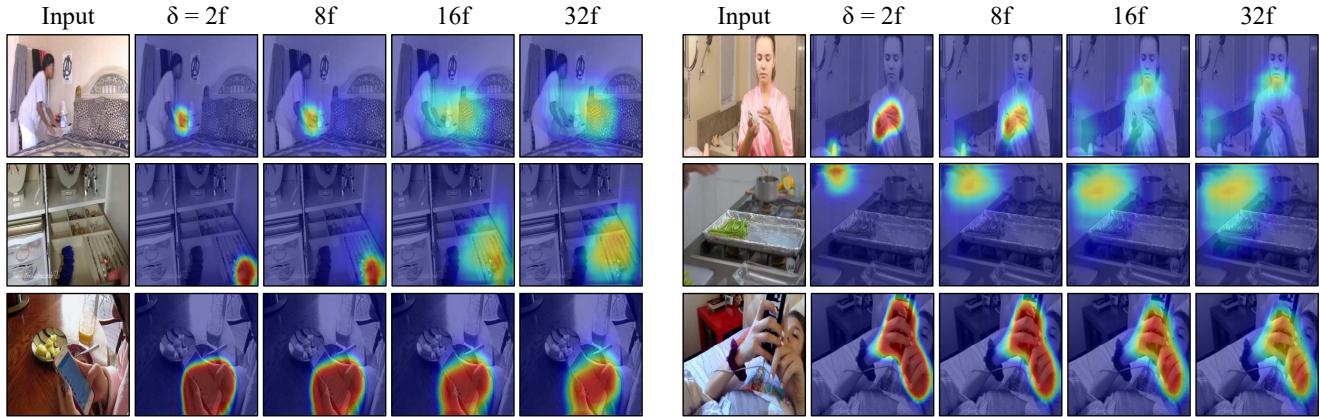 Input δ = 2f 8f 16f 32f Input δ = 2f 8f 16f 32f